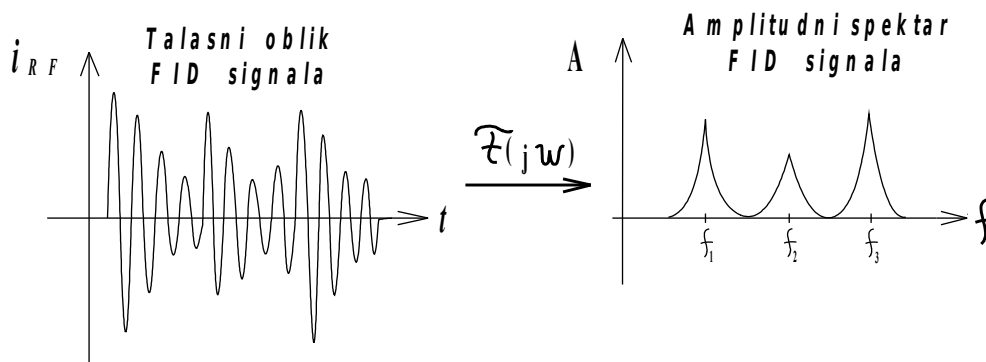 Talasni oblik
FID signala
i RF
t
F(jw)
Amplitudni spektar
FID signala
A
f1
f2
f3
f